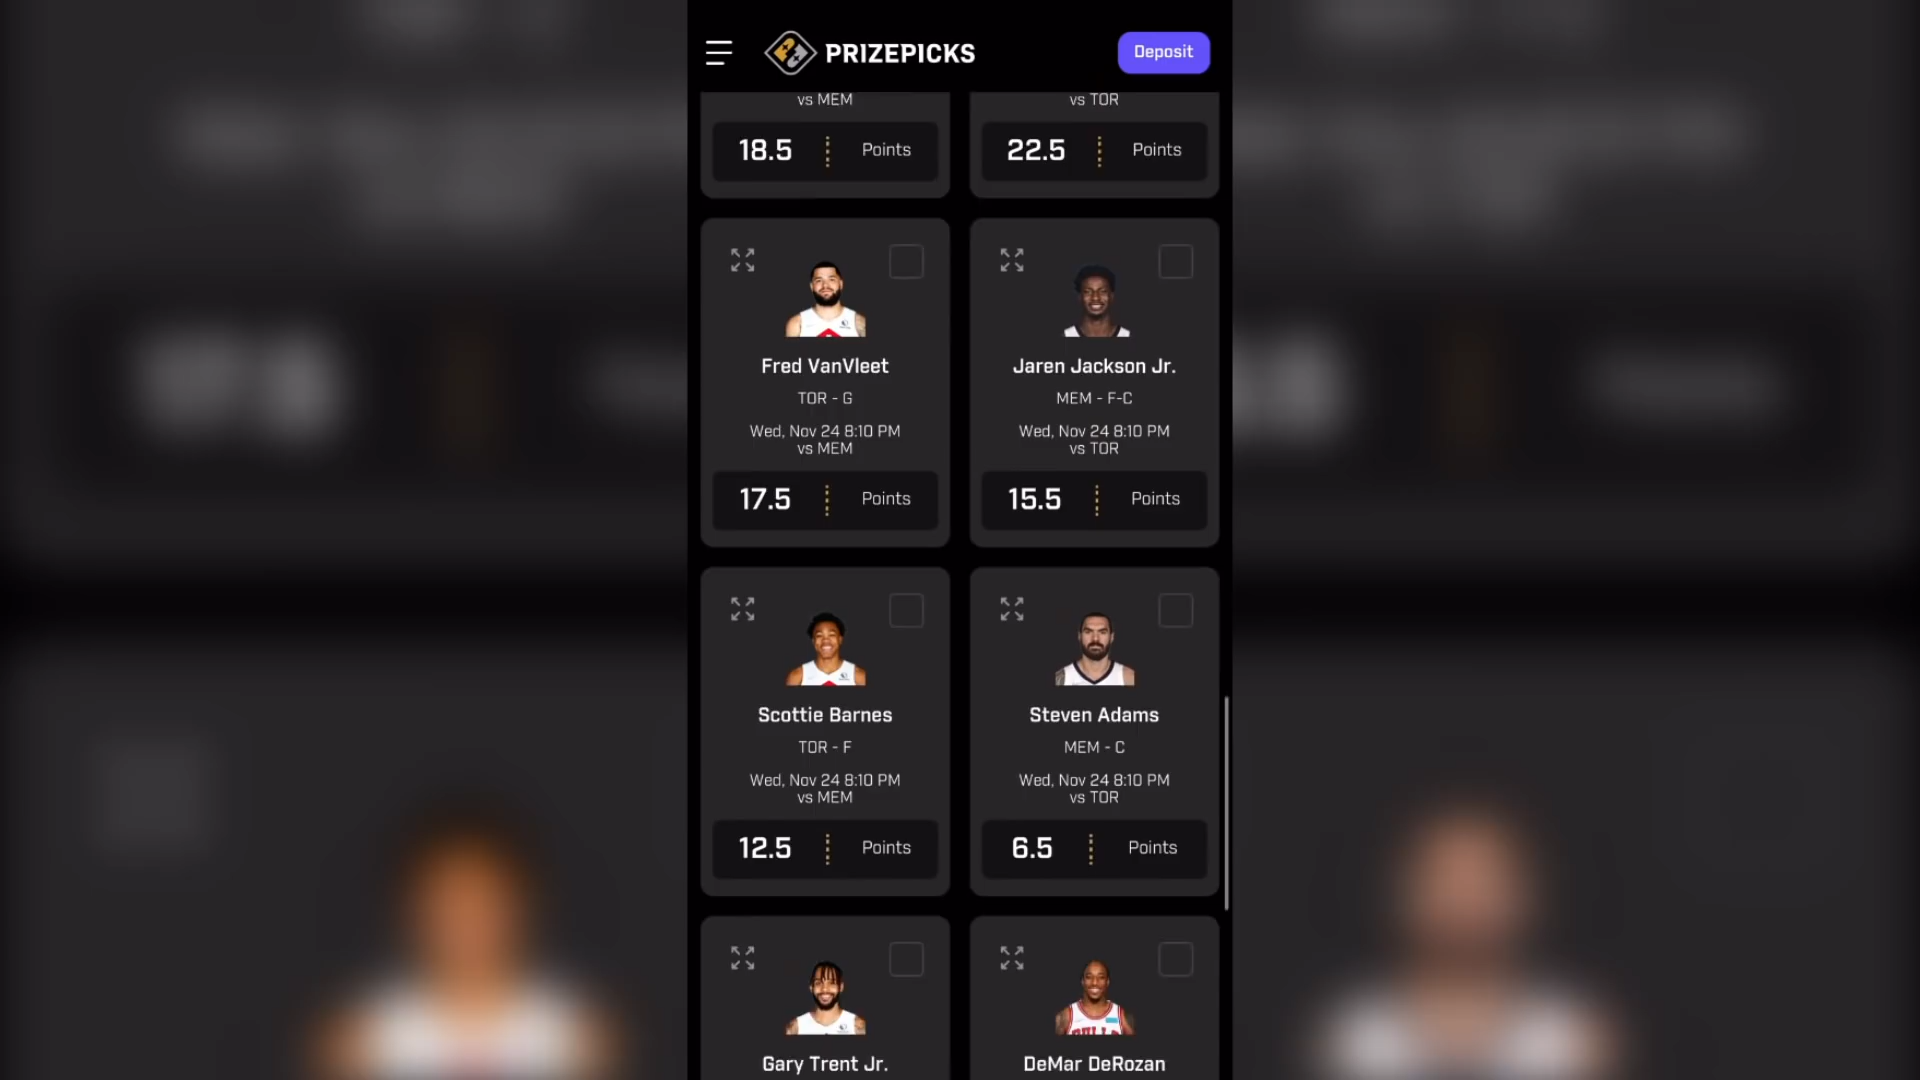 PRIZEPICKS
Deposit
vs MEM
18.5
Points
vs TOR
22.5
Points
Fred VanVleet
TOR - G
Wed, Nov 24 8:10 PM
vs MEM
17.5
Points
Jaren Jackson Jr.
MEM - F-C
Wed, Nov 24 8:10 PM
vs TOR
15.5
Points
Scottie Barnes
TOR - F
Wed, Nov 24 8:10 PM
vs MEM
12.5
Points
Steven Adams
MEM - C
Wed, Nov 24 8:10 PM
vs TOR
6.5
Points
Gary Trent Jr.
BULLS
DeMar DeRozan